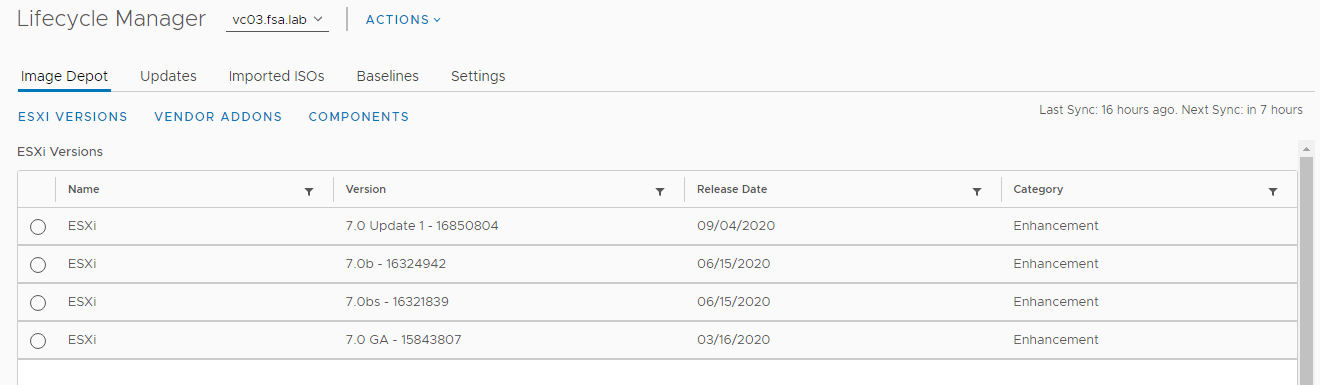 Lifecycle Manager vc03.fsa.lab ACTIONS
Image Depot Updates Imported ISOs Baselines Settings
ESXI VERSIONS VENDOR ADDONS COMPONENTS Last Sync: 16 hours ago. Next Sync: in 7 hours
ESXi Versions
Name Version Release Date Category
ESXi 7.0 Update 1 - 16850804 09/04/2020 Enhancement
ESXi 7.0b - 16324942 06/15/2020 Enhancement
ESXi 7.0bs - 16321839 06/15/2020 Enhancement
ESXi 7.0 GA - 15843807 03/16/2020 Enhancement